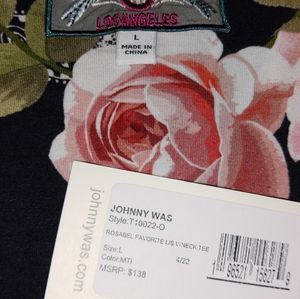 LOS ANGELES
L
MADE IN
CHINA
johnnywas.com
JOHNNY WAS
Style:T10022-O
ROSABEL FAVORITE L/S V-NECK TEE
Size:L 4/22
Color:MTI
MSRP: $138